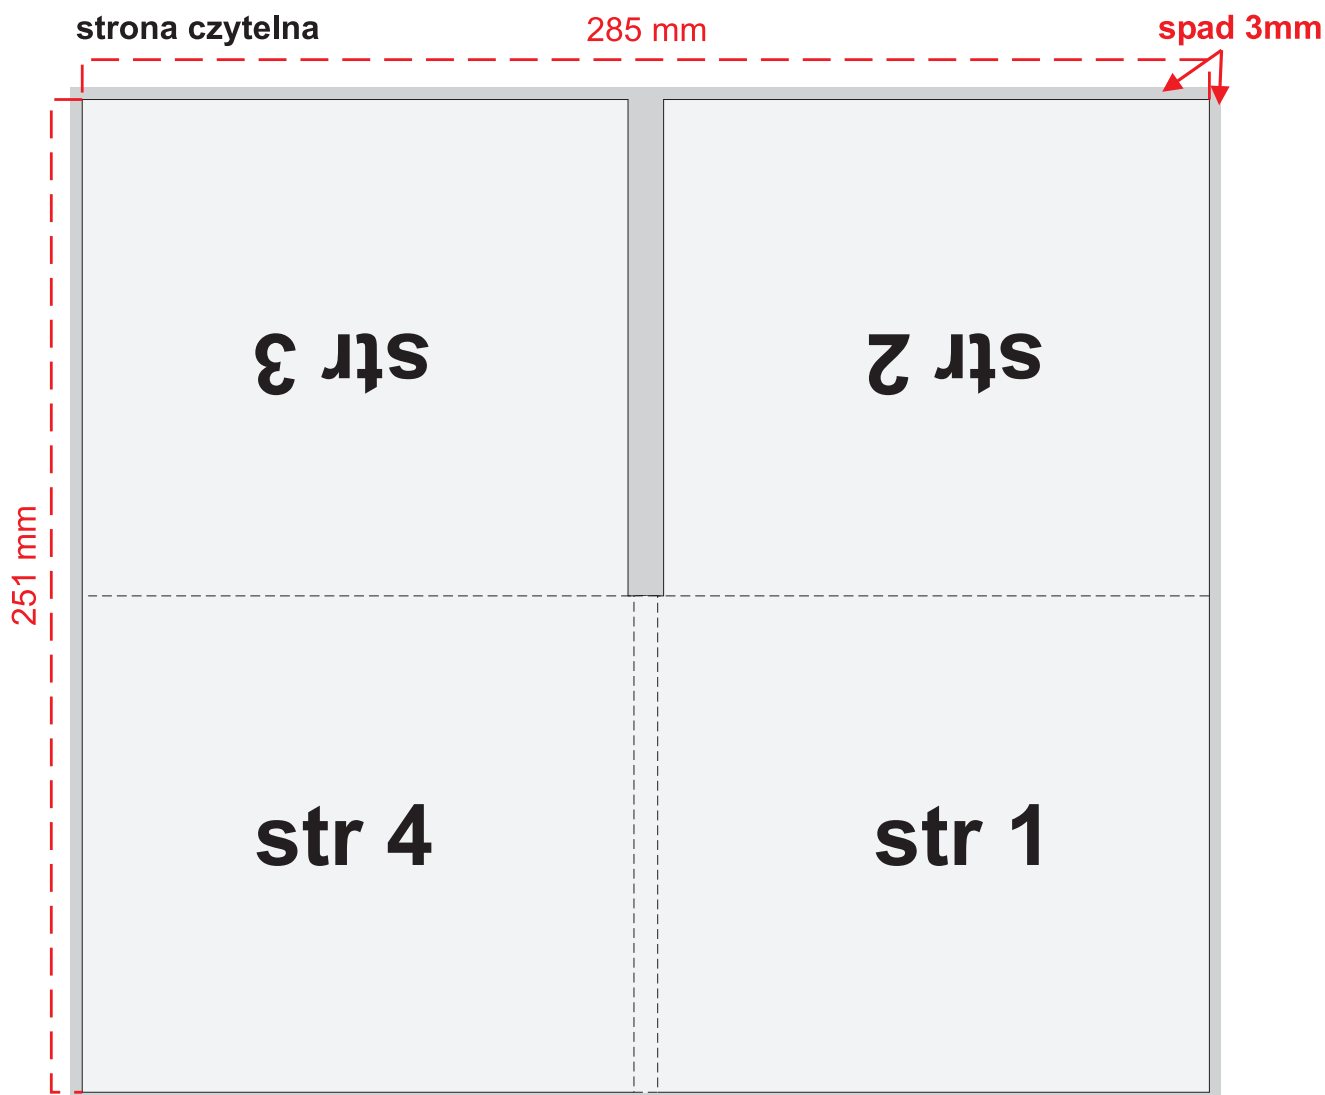 strona czytelna
285 mm
spad 3mm
251 mm
str 3
str 2
str 4
str 1